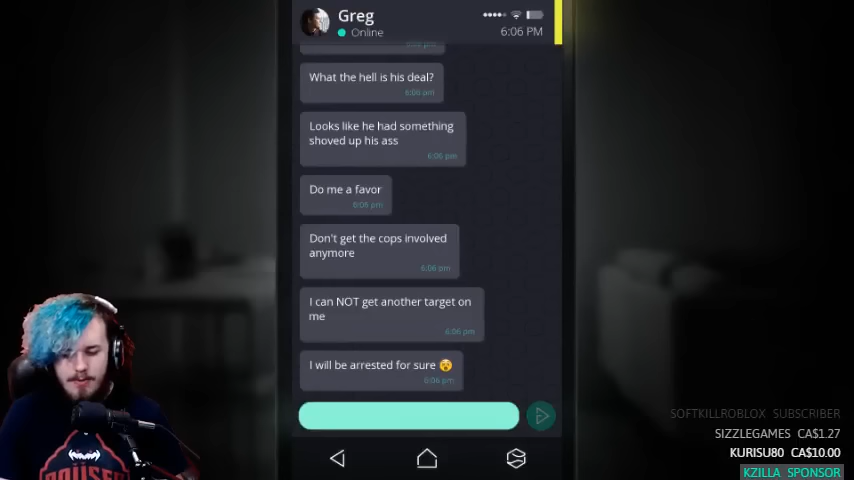 Greg
Online
6:06 PM
What the hell is his deal?
6:06 pm
Looks like he had something
shoved up his ass
6:06 pm
Do me a favor
6:06 pm
Don't get the cops involved
anymore
6:06 pm
I can NOT get another target on
me
6:06 pm
I will be arrested for sure 😲
6:06 pm
SOFTKILLROBLOX SUBSCRIBER
SIZZLEGAMES CA$1.27
KURISU80 CA$10.00
KZILLA SPONSOR